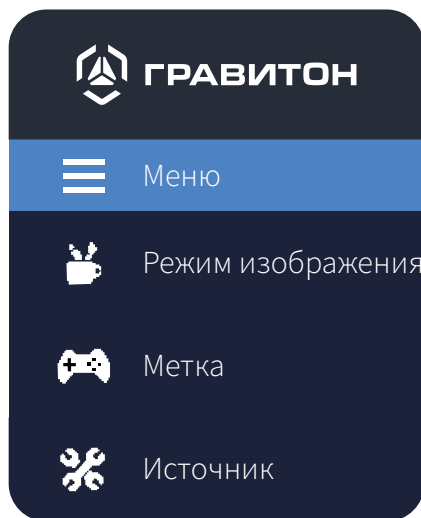 ГРАВИТОН
Меню
Режим изображения
Метка
Источник